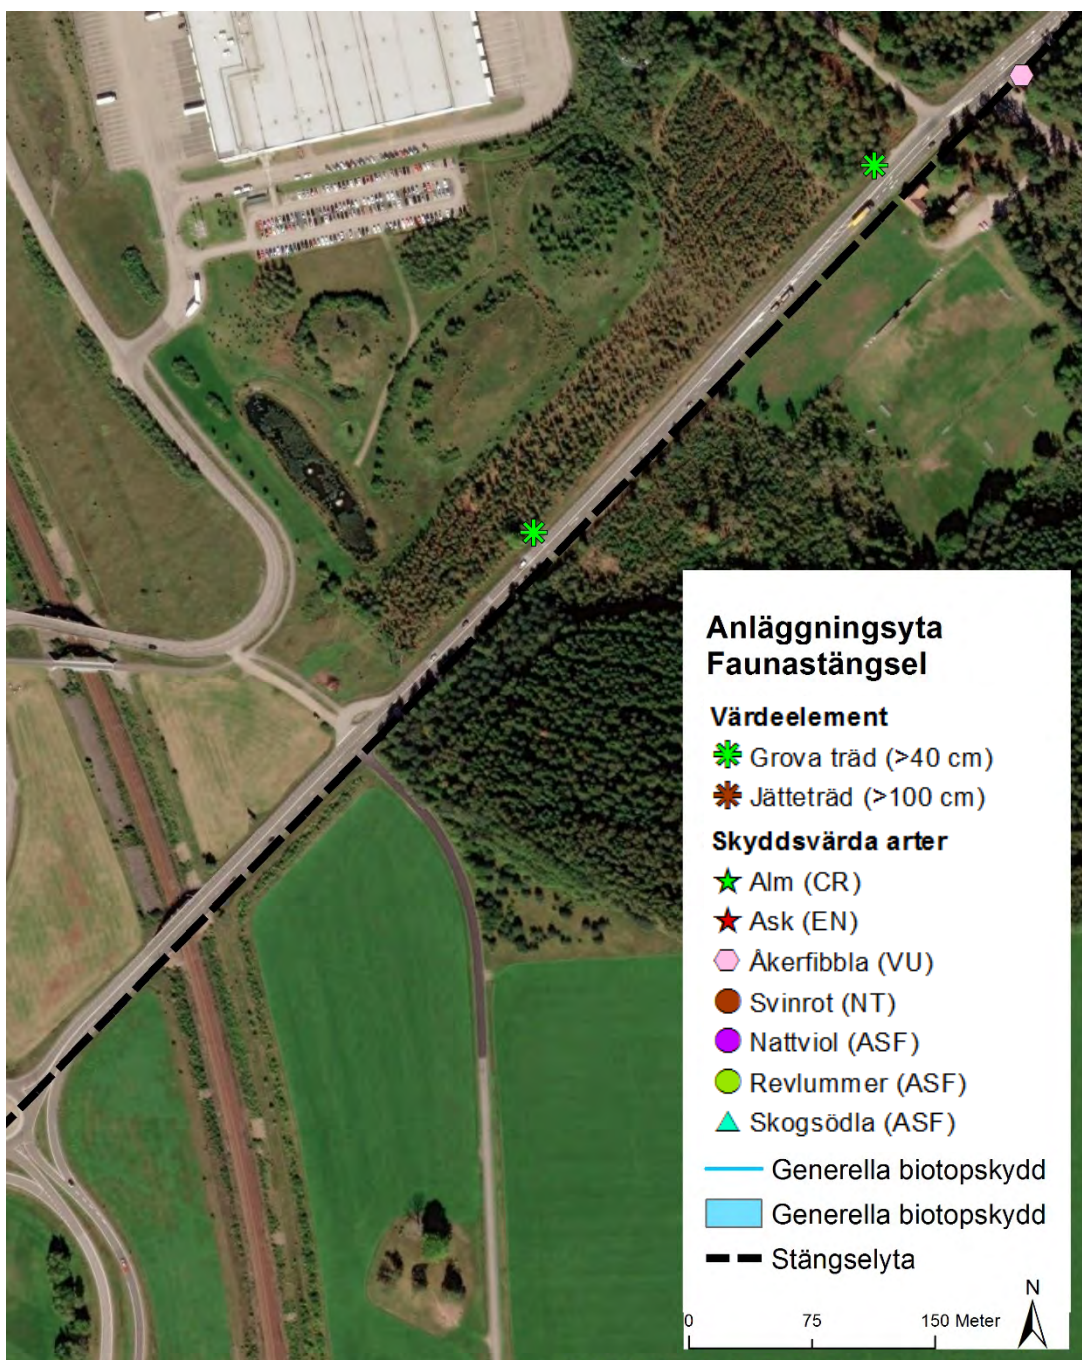 Anläggningsyta
Faunastängsel
Värdeelement
Grova träd (>40 cm)
Jätteträd (>100 cm)
Skyddsvärda arter
Alm (CR)
Ask (EN)
Åkerfibbla (VU)
Svinrot (NT)
Nattviol (ASF)
Revlummer (ASF)
Skogsödla (ASF)
Generella biotopskydd
Generella biotopskydd
Stängselyta
N
0 75 150 Meter